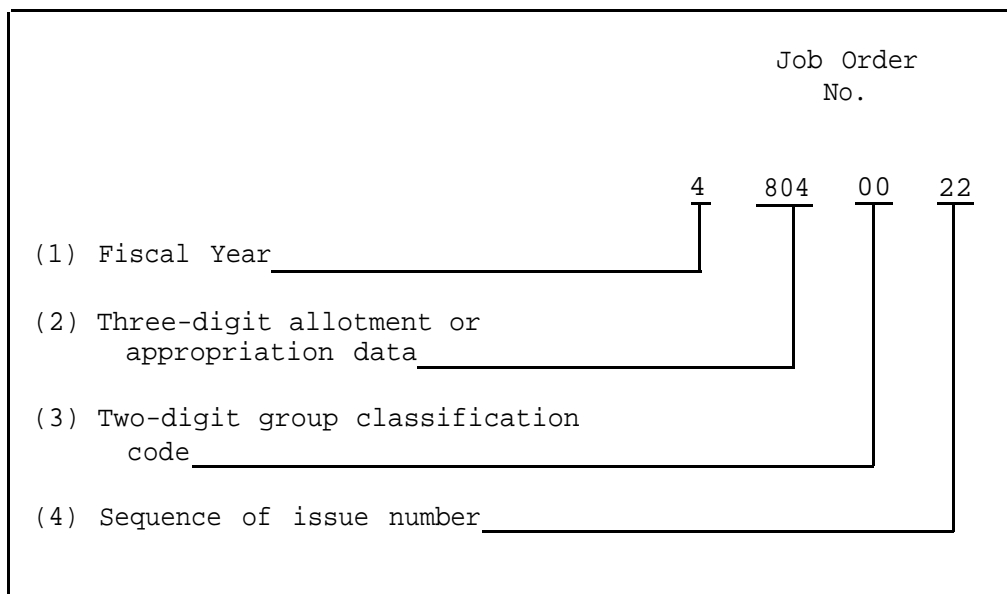 Job Order
No.
4 804 00 22
(1) Fiscal Year
(2) Three-digit allotment or
appropriation data
(3) Two-digit group classification
code
(4) Sequence of issue number